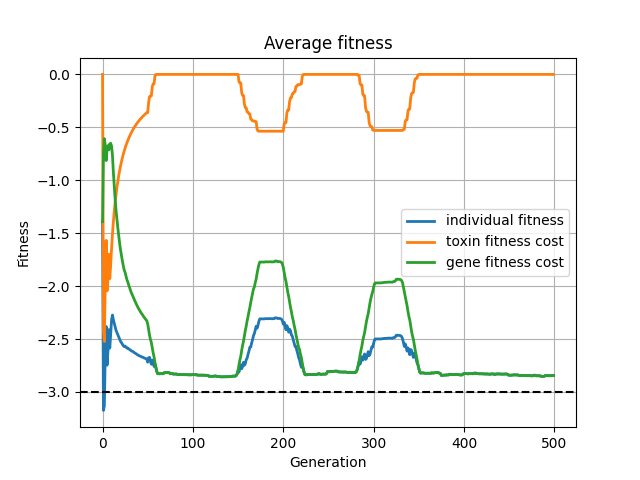 Average fitness
Fitness
0.0
−0.5
−1.0
−1.5
−2.0
−2.5
−3.0
individual fitness
toxin fitness cost
gene fitness cost
0 100 200 300 400 500
Generation